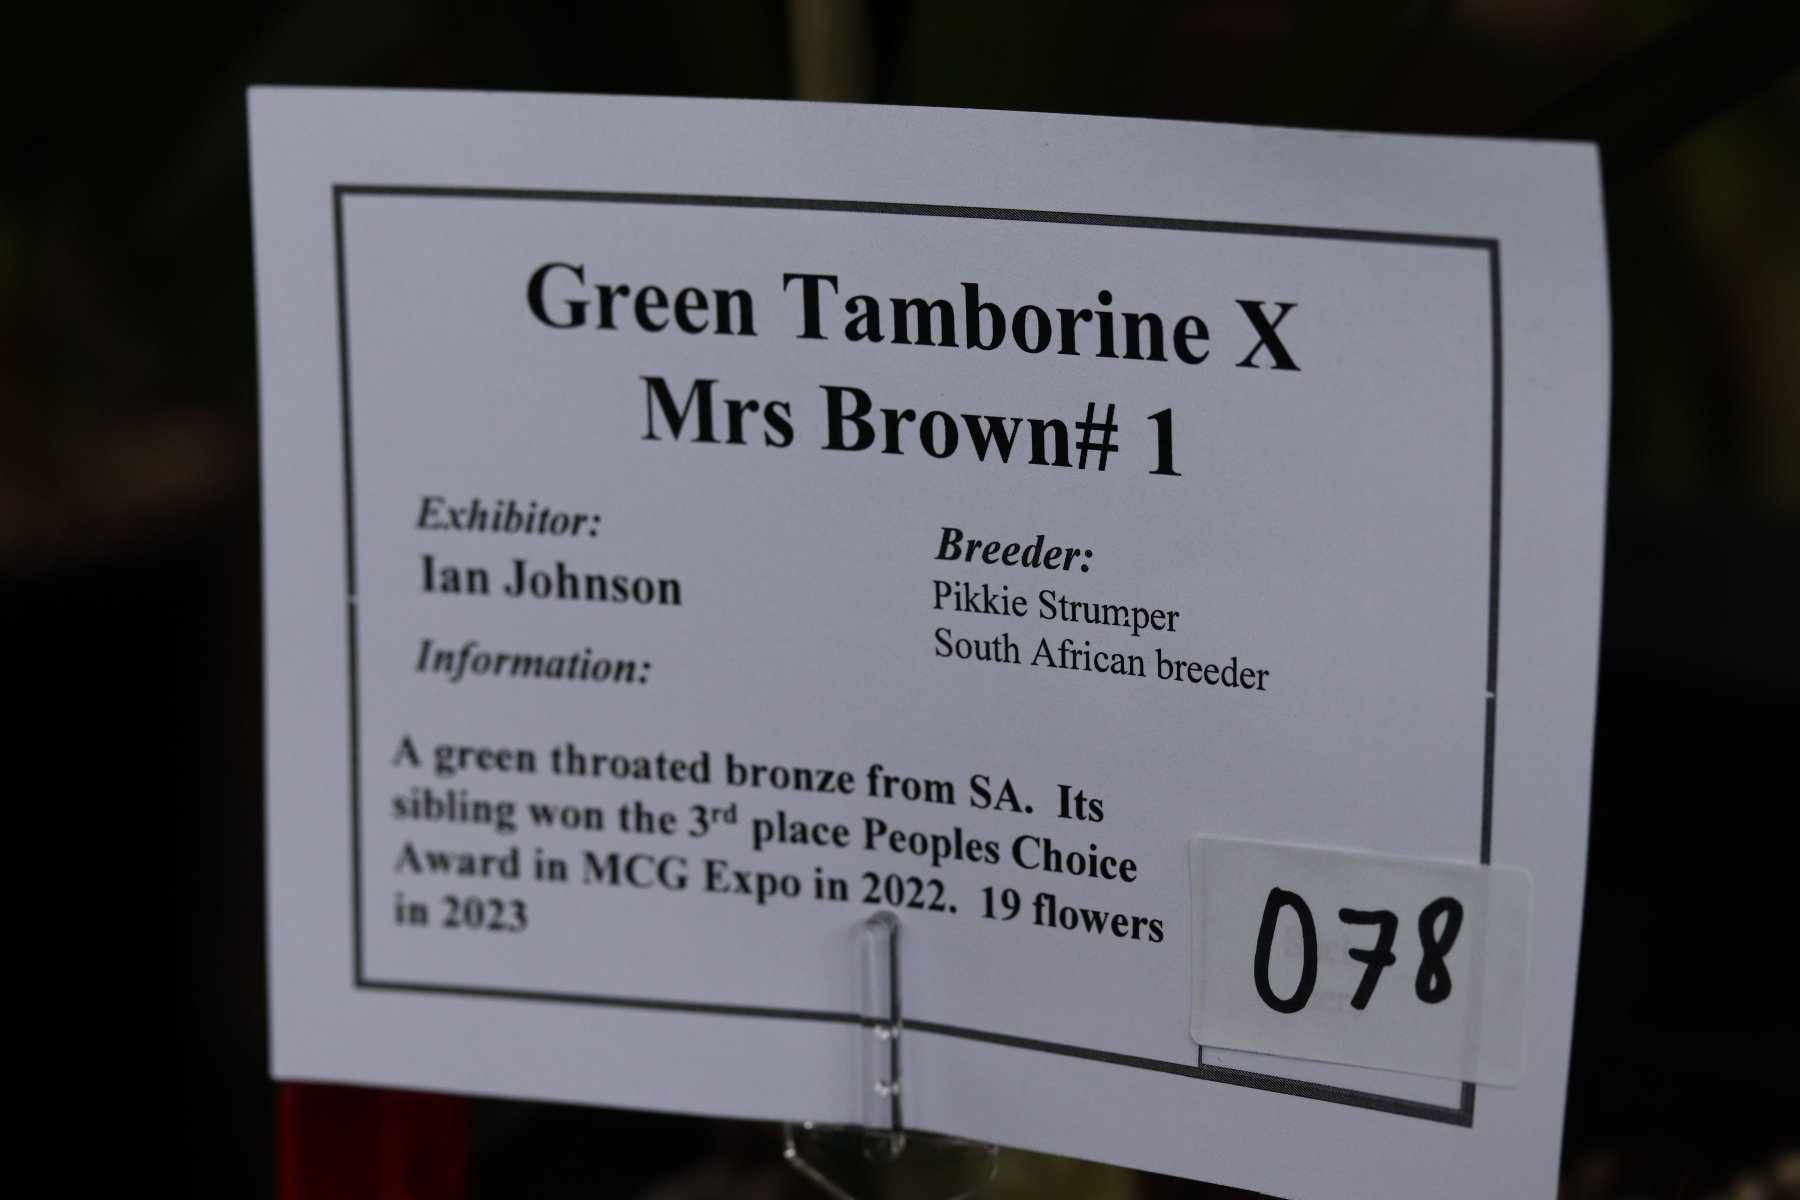 Green Tamborine X
Mrs Brown# 1
Exhibitor:
Ian Johnson
Breeder:
Pikkie Strumper
South African breeder
Information:
A green throated bronze from SA. Its
sibling won the 3rd place Peoples Choice
Award in MCG Expo in 2022. 19 flowers
in 2023
078